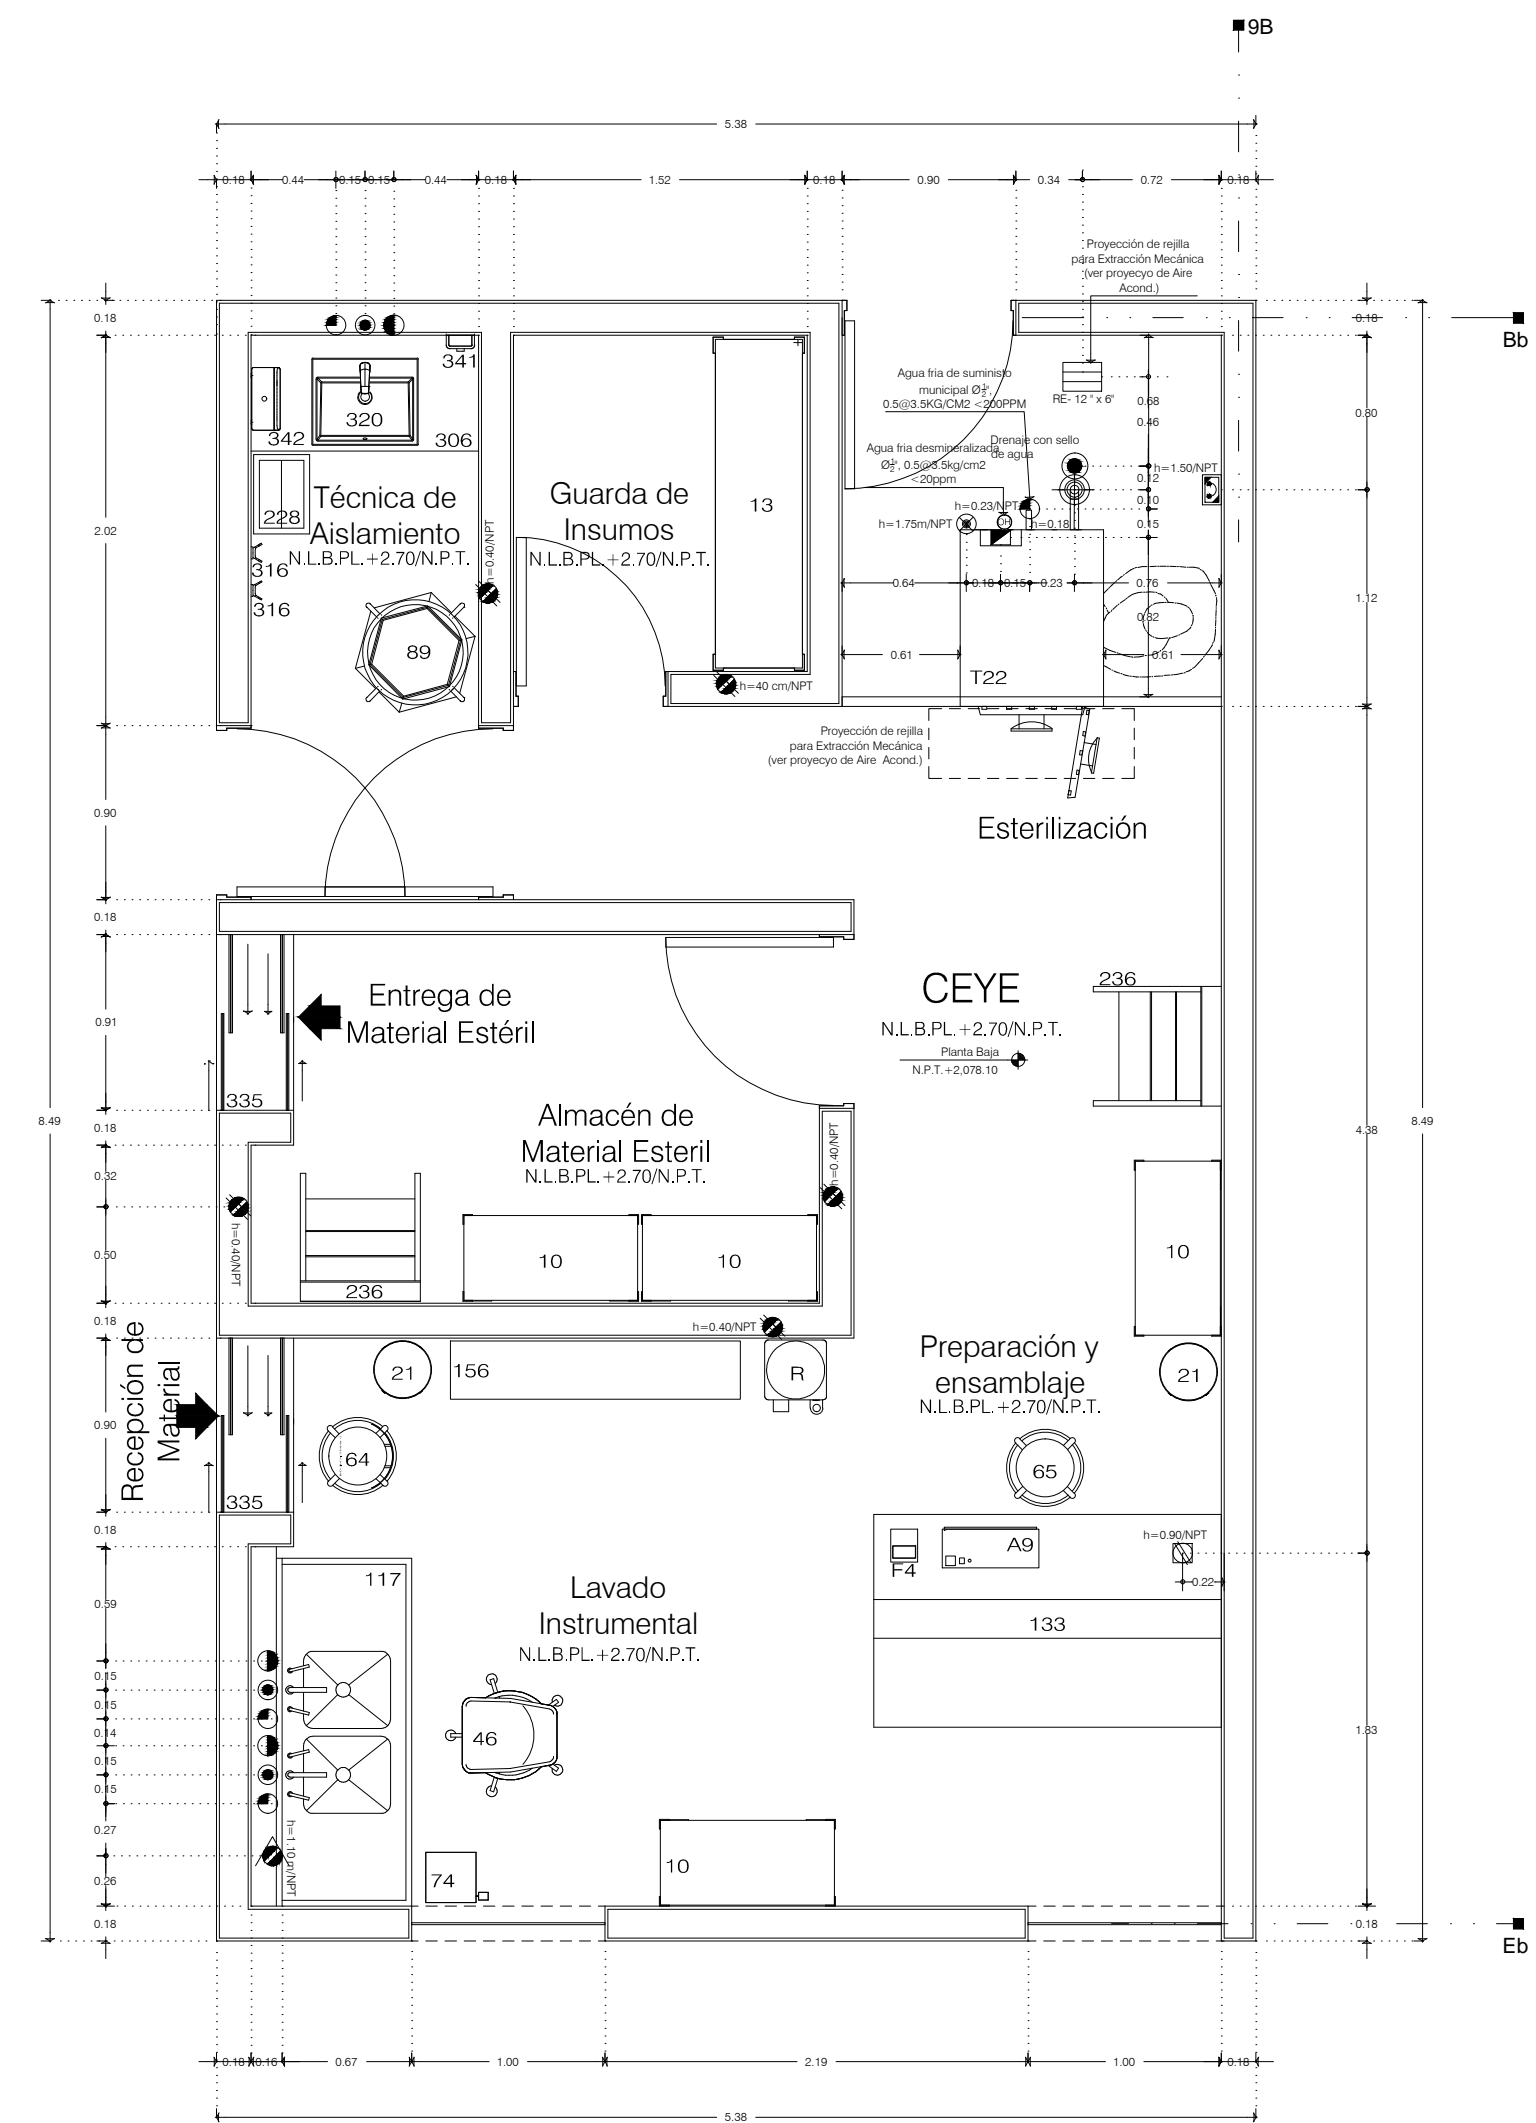 9B
5.38
0.18
0.44
0.15
0.15
0.44
0.18
1.52
0.18
0.90
0.34
0.72
0.18
Proyección de rejilla
para Extracción Mecánica
(ver proyecyo de Aire
Acond.)
0.18
0.18
Bb
341
342
320
306
Agua fria de suministo
municipal Ø½",
0.5@3.5KG/CM2 <200PPM
RE- 12 " x 6"
0.68
0.46
0.80
Agua fria desmineralizada
Ø½", 0.5@3.5kg/cm2
<20ppm
Drenaje con sello
de agua
h=1.50/NPT
0.12
0.10
0.15
h=0.23/NPT
h=1.75m/NPT
h=0.18
228
Técnica de
Aislamiento
N.L.B.PL.+2.70/N.P.T.
h=0.40/NPT
Guarda de
Insumos
N.L.B.PL.+2.70/N.P.T.
13
2.02
316
316
89
0.64
0.18
0.15
0.23
0.76
0.82
1.12
0.61
0.61
T22
h=40 cm/NPT
Proyección de rejilla
para Extracción Mecánica
(ver proyecyo de Aire Acond.)
0.90
Esterilización
0.18
Entrega de
Material Estéril
CEYE
N.L.B.PL.+2.70/N.P.T.
Planta Baja
N.P.T.+2,078.10
236
0.91
335
8.49
8.49
0.18
Almacén de
Material Esteril
N.L.B.PL.+2.70/N.P.T.
h=0.40/NPT
4.38
0.32
h=0.40/NPT
0.50
236
10
10
10
0.18
h=0.40/NPT
Recepción de
Material
21
156
R
Preparación y
ensamblaje
N.L.B.PL.+2.70/N.P.T.
21
0.90
64
65
335
0.18
F4
A9
h=0.90/NPT
0.22
117
Lavado
Instrumental
N.L.B.PL.+2.70/N.P.T.
133
0.59
0.15
0.15
0.14
0.15
0.15
46
1.83
0.27
h=1.10 m/NPT
0.26
74
10
0.18
0.18
Eb
0.18
0.16
0.67
1.00
2.19
1.00
0.18
5.38